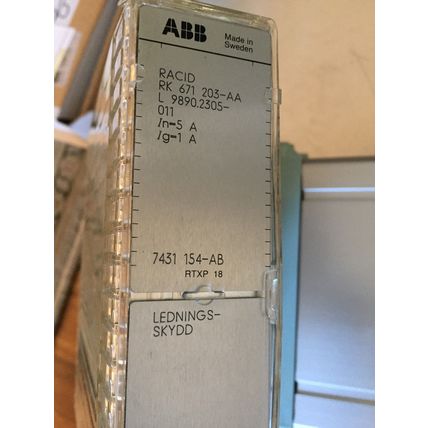 ABB
Made in
Sweden
RACID
RK 671 203-AA
L 9890.2305-
011
In=5 A
Ig=1 A
7431 154-AB
RTXP 18
LEDNINGS-
SKYDD